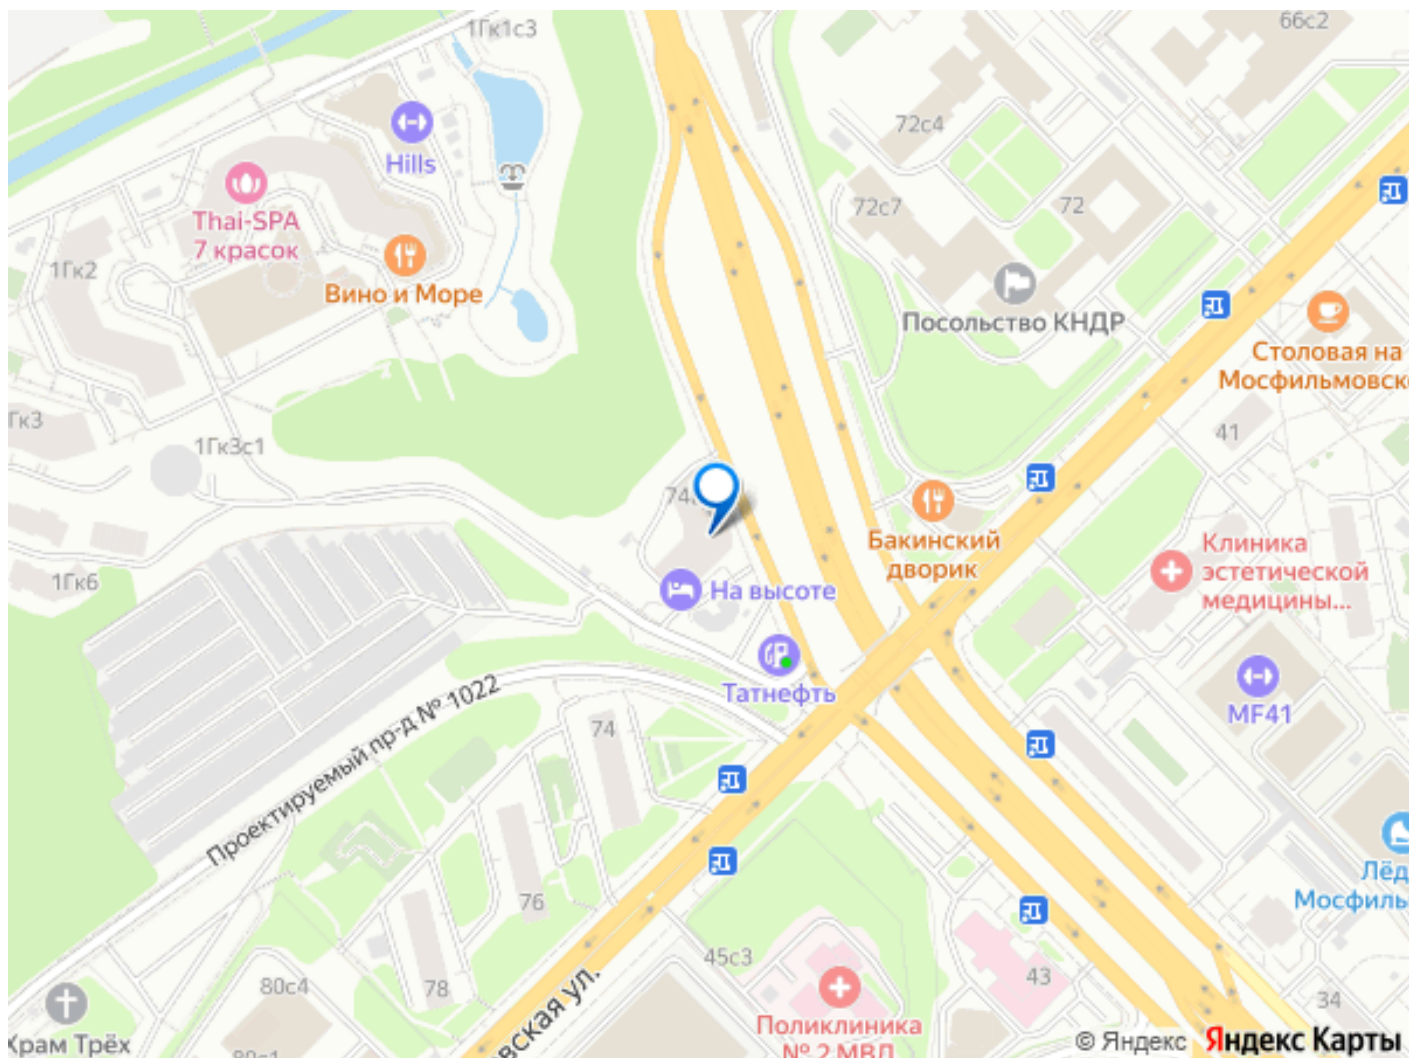 1Гк1с3
66с2
Hills
72с4
Thai-SPA
7 красок
72с7
72
1Гк2
Вино и Море
Посольство КНДР
Столовая на
Мосфильмовск
41
1Гк3с1
Бакинский
дворик
Клиника
эстетической
медицины...
1Гк6
На высоте
Татнефть
MF41
Проектируемый пр-д № 1022
74
76
78
Лёд
Мосфиль
45с3
43
34
80с4
вская ул.
Поликлиника
№ 2 МВД
Храм Трёх
© Яндекс Яндекс Карты